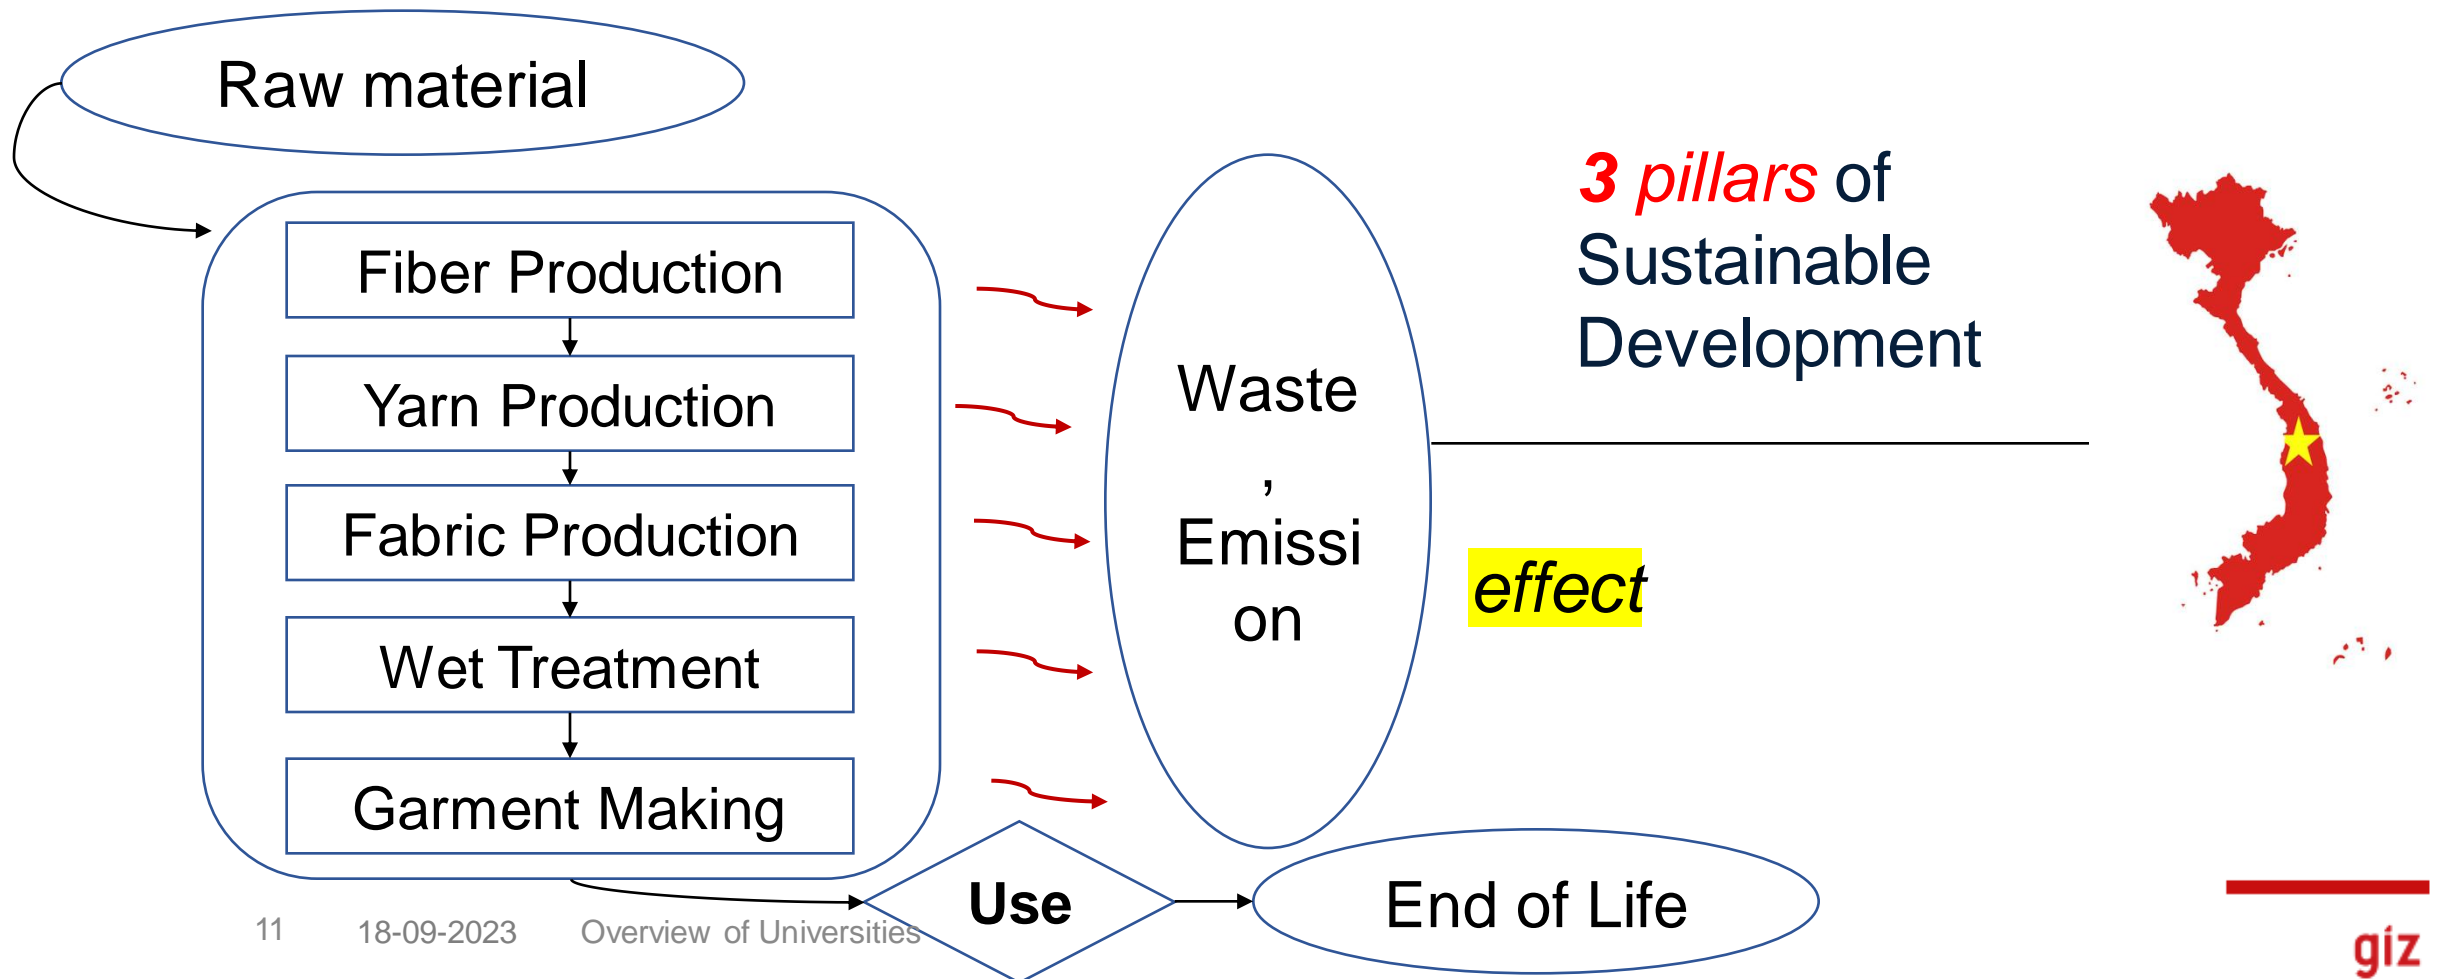 Raw material
Fiber Production
Yarn Production
Fabric Production
Wet Treatment
Garment Making
Waste
,
Emissi
on
3 pillars of
Sustainable
Development
effect
Use
End of Life
11 18-09-2023 Overview of Universities
giz